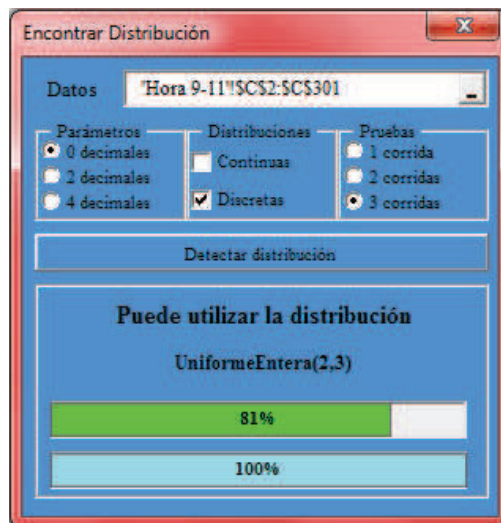 Encontrar Distribución
Datos "Hora 9-11"!$C$2:$C$301
Parámetros Distribuciones Pruebas
0 decimales Continuas 1 corrida
2 decimales Discretas 2 corridas
4 decimales 3 corridas
Detectar distribución
Puede utilizar la distribución
UniformeEntera(2,3)
81%
100%